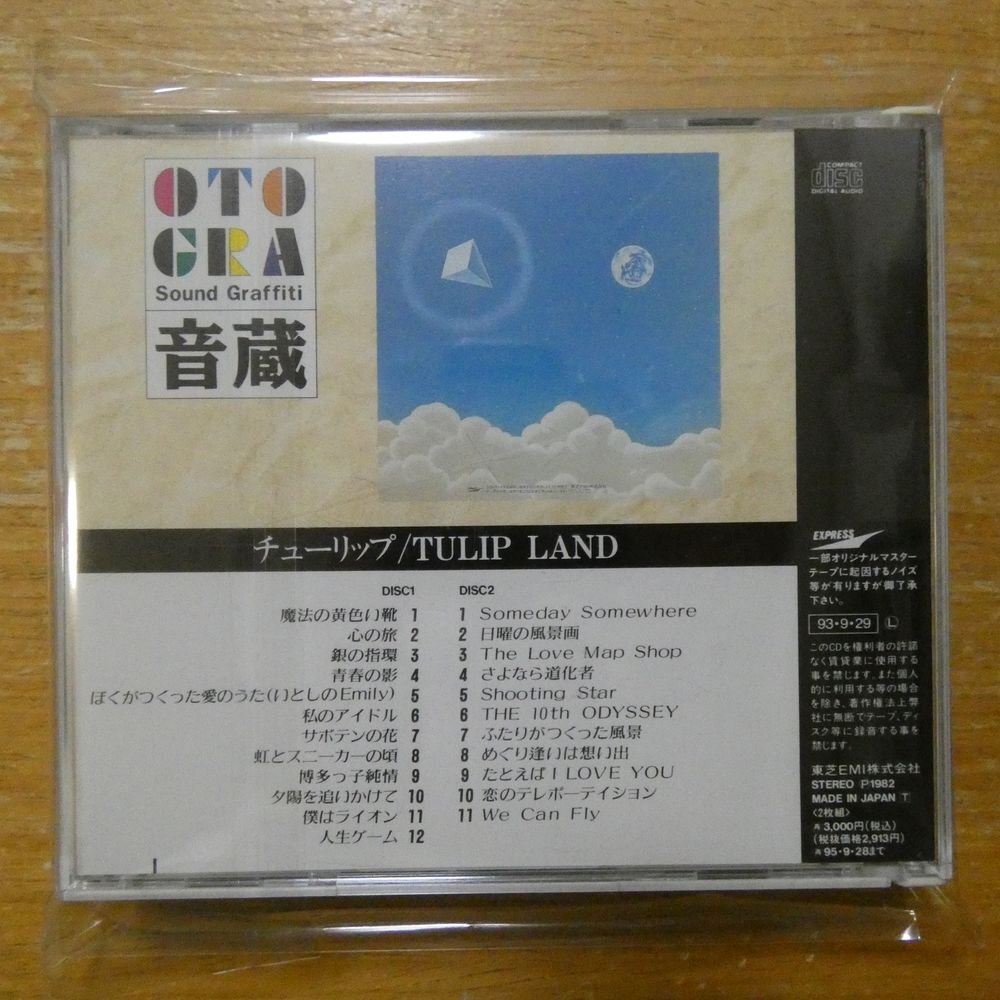 OTO
GRA
Sound Graffiti
音蔵
COMPACT
disc
DIGITAL AUDIO
チューリップ/TULIP LAND
DISC1
魔法の黄色い靴 1
心の旅 2
銀の指環 3
青春の影 4
ぼくがつくった愛のうた(いとしのEmily) 5
私のアイドル 6
サボテンの花 7
虹とスニーカーの頃 8
博多っ子純情 9
夕陽を追いかけて 10
僕はライオン 11
人生ゲーム 12
DISC2
1 Someday Somewhere
2 日曜の風景画
3 The Love Map Shop
4 さよなら道化者
5 Shooting Star
6 THE 10th ODYSSEY
7 ふたりがつくった風景
8 めぐり逢いは想い出
9 たとえば I LOVE YOU
10 恋のテレポーテイション
11 We Can Fly
EXPRESS
一部オリジナルマスター
テープに起因するノイズ
等が有りますが御了承
下さい。
93・9・29 Ⓛ
このCDを権利者の許諾
なく賃貸業に使用する
事を禁じます。また個人
的に利用する等の場合
を除き、著作権法上弊
社に無断でテープ、ディ
スク等に録音する事を
禁じます。
東芝EMI株式会社
STEREO P1982
MADE IN JAPAN T
〈2枚組〉
再 3,000円(税込)
(税抜価格2,913円)
再 95・9・28まで